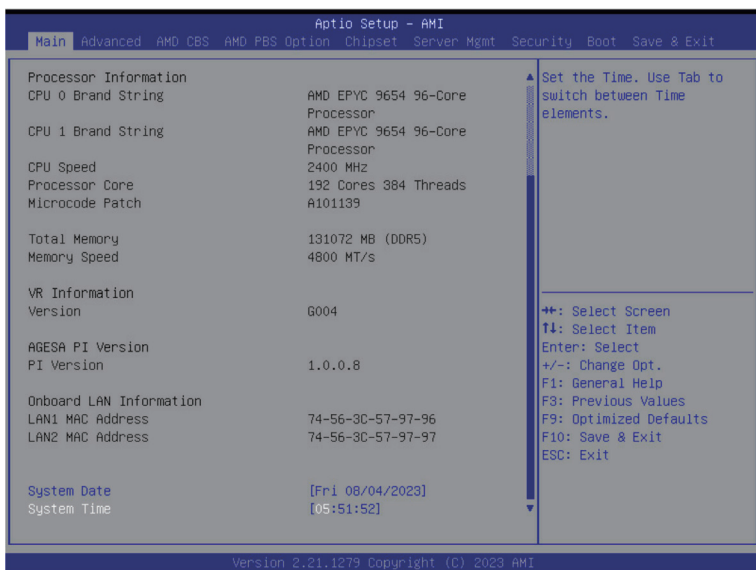 Aptio Setup - AMI
Main Advanced AMD CBS AMD PBS Option Chipset Server Mgmt Security Boot Save & Exit
Processor Information
CPU 0 Brand String AMD EPYC 9654 96-Core
Processor
CPU 1 Brand String AMD EPYC 9654 96-Core
Processor
CPU Speed 2400 MHz
Processor Core 192 Cores 384 Threads
Microcode Patch A101139
Total Memory 131072 MB (DDR5)
Memory Speed 4800 MT/s
VR Information
Version G004
AGESA PI Version
PI Version 1.0.0.8
Onboard LAN Information
LAN1 MAC Address 74-56-3C-57-97-96
LAN2 MAC Address 74-56-3C-57-97-97
System Date [Fri 08/04/2023]
System Time [05:51:52]
Set the Time. Use Tab to
switch between Time
elements.
→←: Select Screen
↑↓: Select Item
Enter: Select
+/-: Change Opt.
F1: General Help
F3: Previous Values
F9: Optimized Defaults
F10: Save & Exit
ESC: Exit
Version 2.21.1279 Copyright (C) 2023 AMI